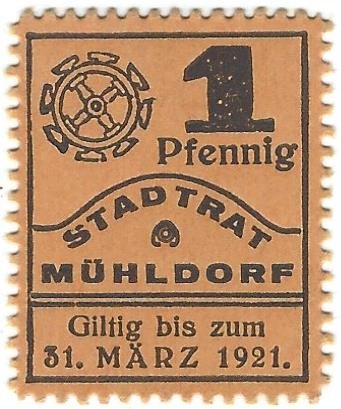 1
Pfennig
STADTRAT
MÜHLDORF
Giltig bis zum
31. MÄRZ 1921.